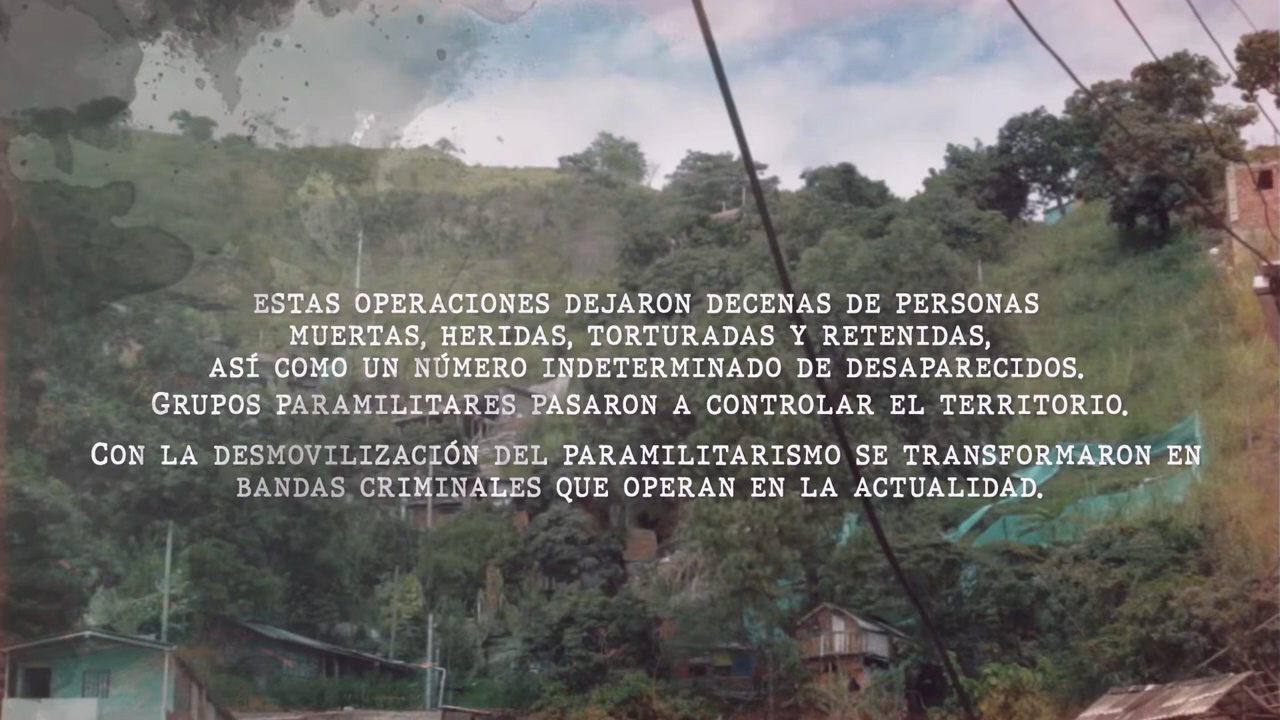 ESTAS OPERACIONES DEJARON DECENAS DE PERSONAS
MUERTAS, HERIDAS, TORTURADAS Y RETENIDAS,
ASÍ COMO UN NÚMERO INDETERMINADO DE DESAPARECIDOS.
GRUPOS PARAMILITARES PASARON A CONTROLAR EL TERRITORIO.
CON LA DESMOVILIZACIÓN DEL PARAMILITARISMO SE TRANSFORMARON EN
BANDAS CRIMINALES QUE OPERAN EN LA ACTUALIDAD.